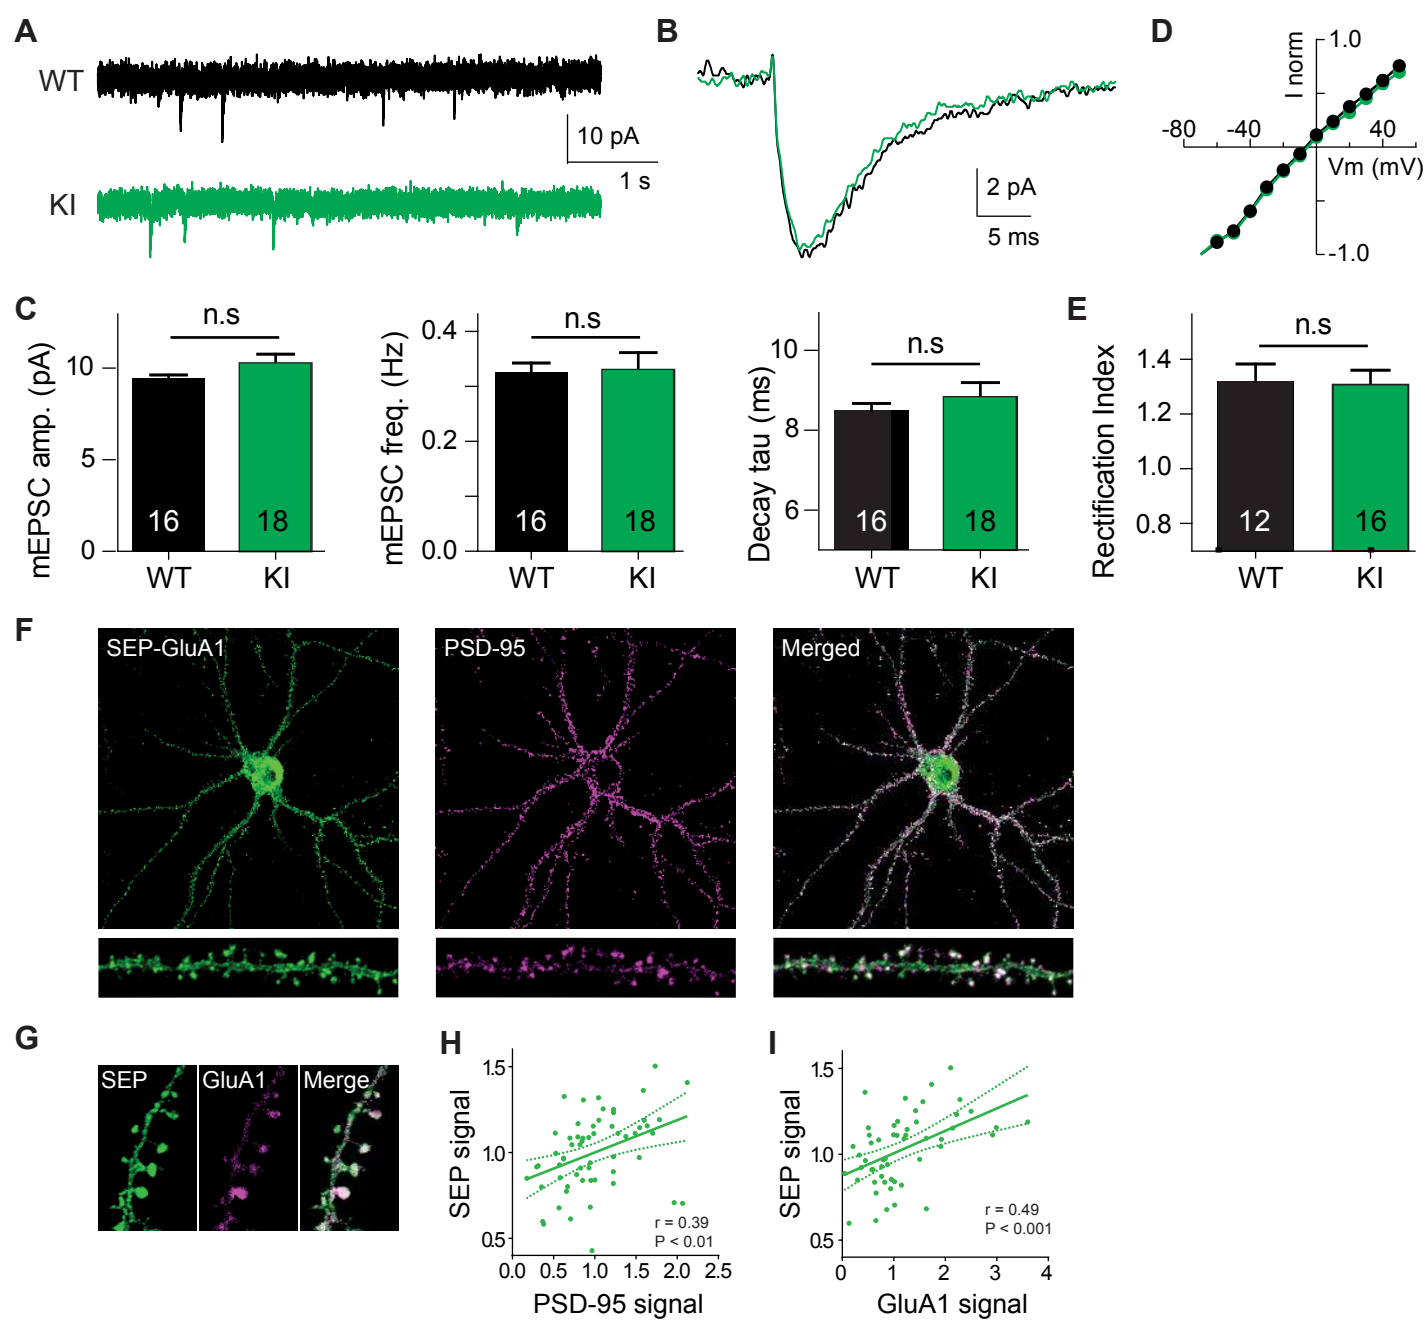 A
WT
KI
10 pA
1 s
B
2 pA
5 ms
D
I norm
1.0
-80
-40
40
Vm (mV)
-1.0
C
mEPSC amp. (pA)
10
5
0
n.s
16
18
WT
KI
mEPSC freq. (Hz)
0.4
0.2
0.0
n.s
16
18
WT
KI
Decay tau (ms)
10
8
6
n.s
16
18
WT
KI
E
Rectification Index
1.4
1.2
1.0
0.8
n.s
12
16
WT
KI
F
SEP-GluA1
PSD-95
Merged
G
SEP
GluA1
Merge
H
SEP signal
1.5
1.0
0.5
r = 0.39
P < 0.01
0.0
0.5
1.0
1.5
2.0
2.5
PSD-95 signal
I
SEP signal
1.5
1.0
0.5
r = 0.49
P < 0.001
0
1
2
3
4
GluA1 signal